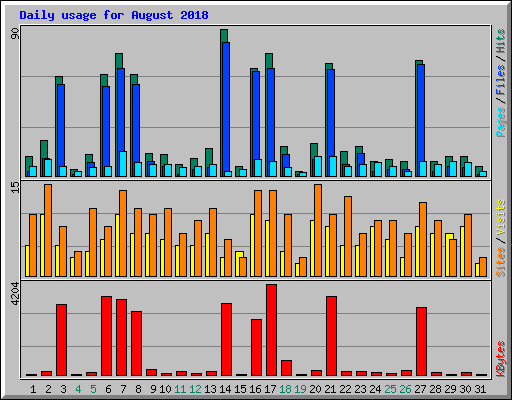 Daily usage for August 2018
90
Pages / Files / Hits
15
Sites / Visits
4204
KBytes
1 2 3 4 5 6 7 8 9 10 11 12 13 14 15 16 17 18 19 20 21 22 23 24 25 26 27 28 29 30 31